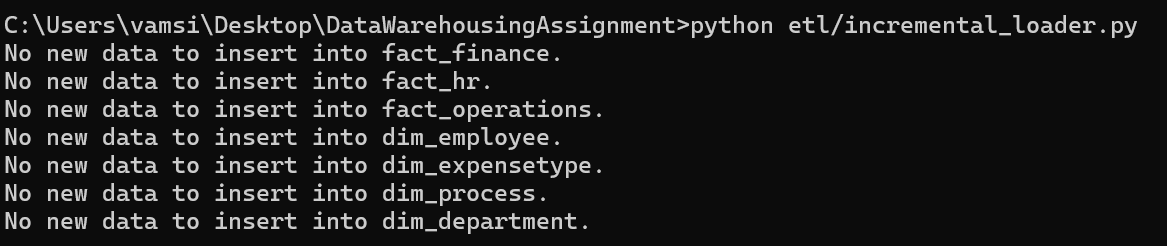 C:\Users\vamsi\Desktop\DataWarehousingAssignment>python etl/incremental_loader.py
No new data to insert into fact_finance.
No new data to insert into fact_hr.
No new data to insert into fact_operations.
No new data to insert into dim_employee.
No new data to insert into dim_expensetype.
No new data to insert into dim_process.
No new data to insert into dim_department.